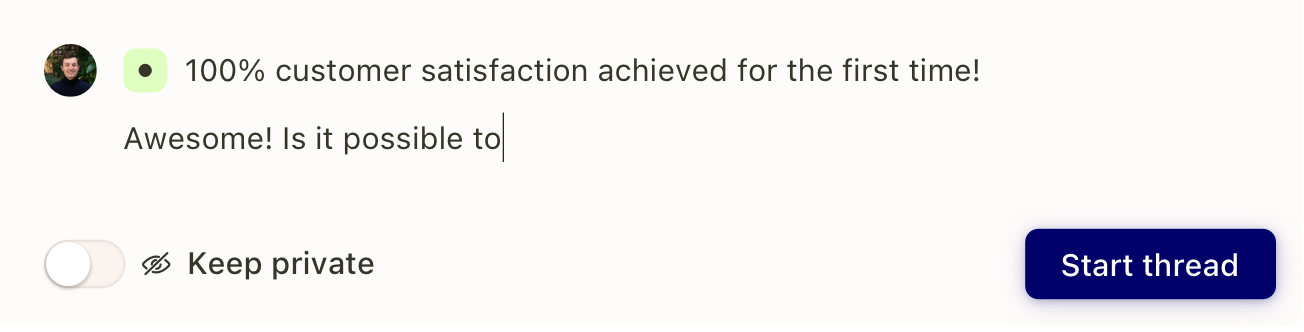 100% customer satisfaction achieved for the first time!
Awesome! Is it possible to
Keep private
Start thread